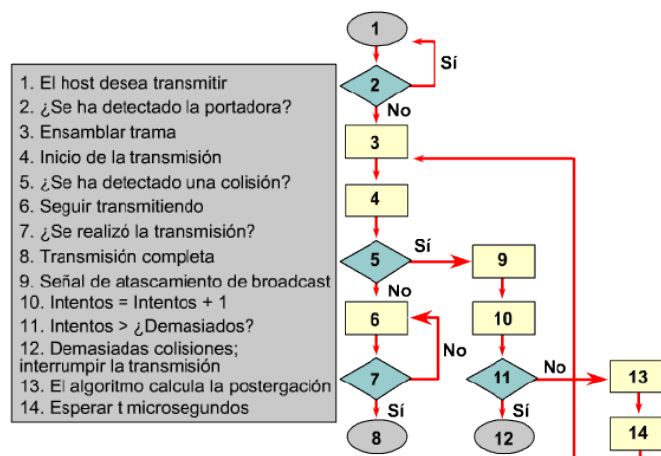 1. El host desea transmitir
2. ¿Se ha detectado la portadora?
3. Ensamblar trama
4. Inicio de la transmisión
5. ¿Se ha detectado una colisión?
6. Seguir transmitiendo
7. ¿Se realizó la transmisión?
8. Transmisión completa
9. Señal de atascamiento de broadcast
10. Intentos = Intentos + 1
11. Intentos > ¿Demasiados?
12. Demasiadas colisiones;
interrumpir la transmisión
13. El algoritmo calcula la postergación
14. Esperar t microsegundos
1
Sí
2
No
3
4
Sí
5
9
No
6
10
No
No
7
11
13
Sí
Sí
14
8
12